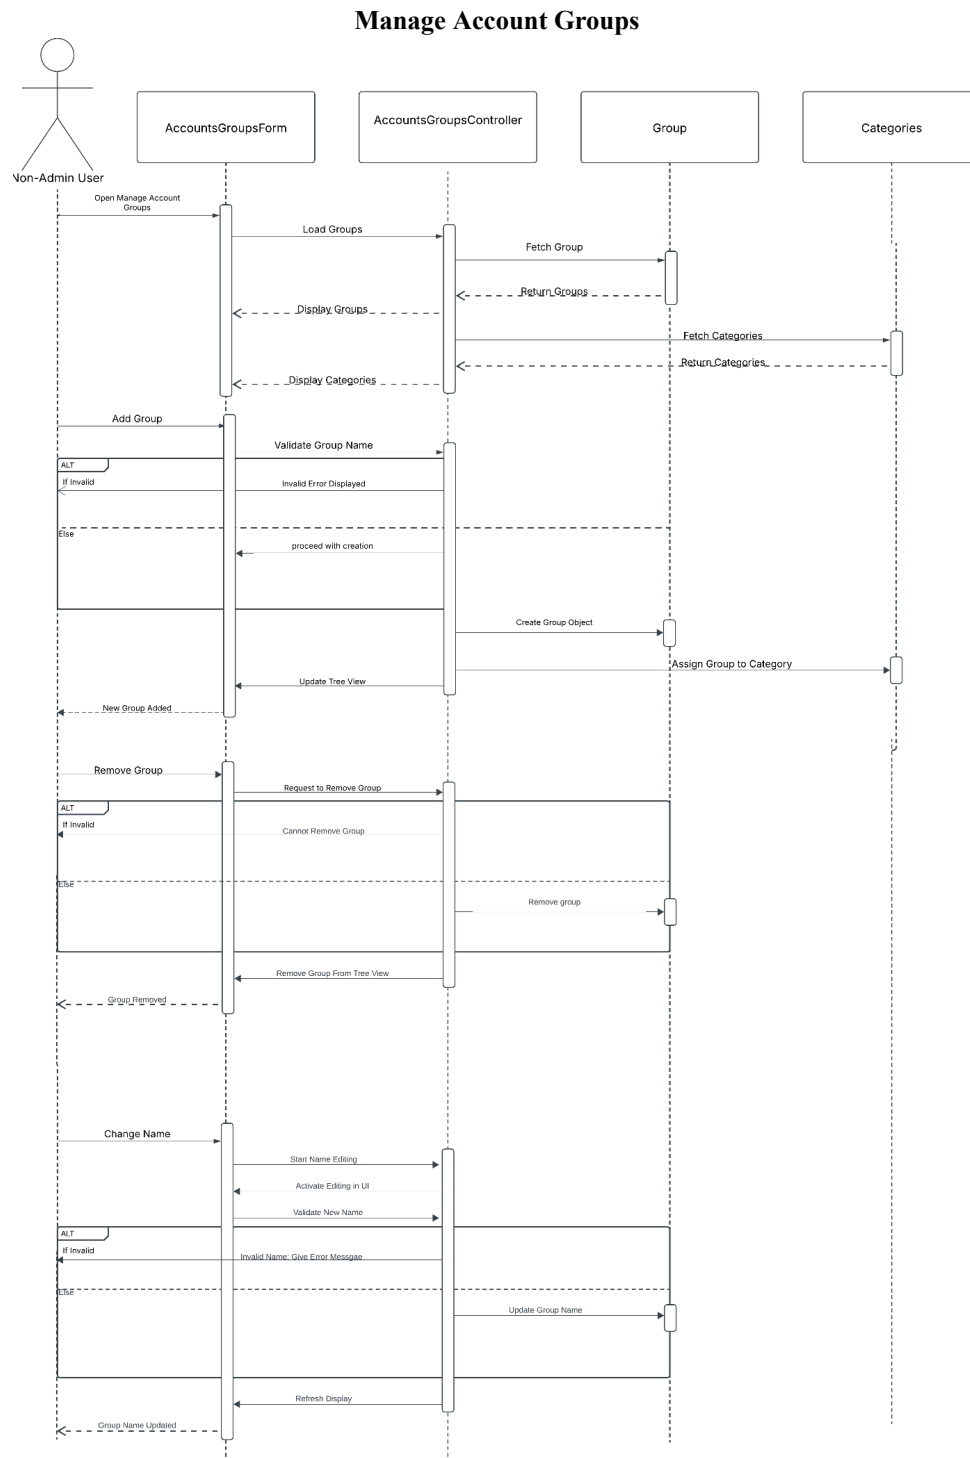 Manage Account Groups
AccountsGroupsForm
AccountsGroupsController
Group
Categories
Non-Admin User
Open Manage Account
Groups
Load Groups
Fetch Group
Return Groups
Display Groups
Fetch Categories
Return Categories
Display Categories
Add Group
Validate Group Name
ALT
If Invalid
Invalid Error Displayed
Else
proceed with creation
Create Group Object
Assign Group to Category
Update Tree View
New Group Added
Remove Group
Request to Remove Group
ALT
If Invalid
Cannot Remove Group
Else
Remove group
Remove Group From Tree View
Group Removed
Change Name
Start Name Editing
Activate Editing in UI
Validate New Name
ALT
If Invalid
Invalid Name: Give Error Messgae
Else
Update Group Name
Refresh Display
Group Name Updated